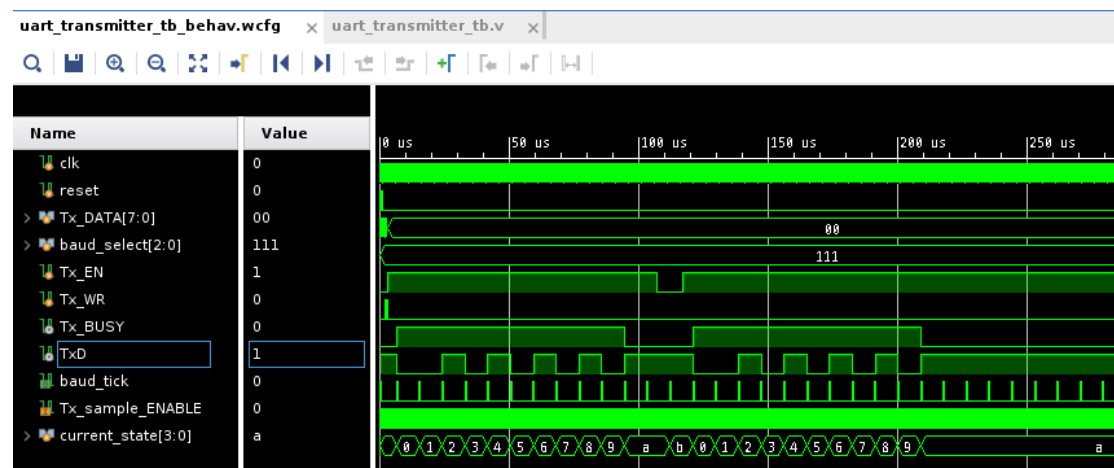 uart_transmitter_tb_behav.wcfg × uart_transmitter_tb.v ×
Name Value
0 us 50 us 100 us 150 us 200 us 250 us
clk 0
reset 0
Tx_DATA[7:0] 00 00
baud_select[2:0] 111 111
Tx_EN 1
Tx_WR 0
Tx_BUSY 0
TxD 1
baud_tick 0
Tx_sample_ENABLE 0
current_state[3:0] a 0 1 2 3 4 5 6 7 8 9 a b 0 1 2 3 4 5 6 7 8 9 a